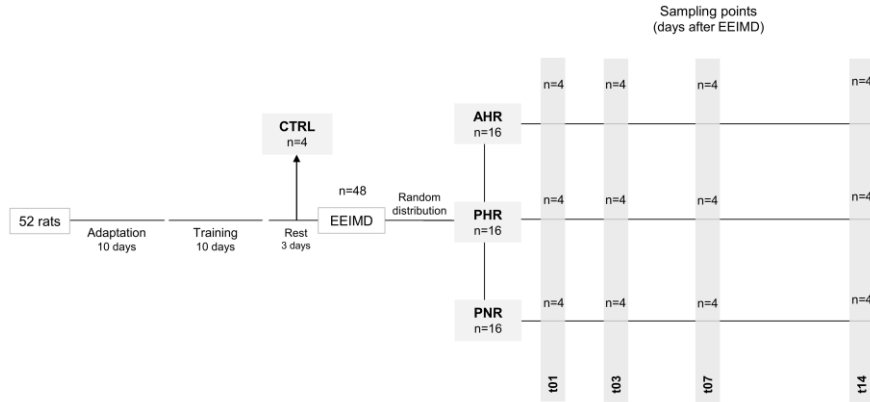 Sampling points
(days after EEIMD)
n=4 n=4 n=4 n=4
AHR
n=16
CTRL
n=4
n=48
Random
distribution
52 rats
EEIMD
Adaptation
10 days
Training
10 days
Rest
3 days
PHR
n=16
n=4 n=4 n=4 n=4
PNR
n=16
n=4 n=4 n=4 n=4
t01 t03 t07 t14